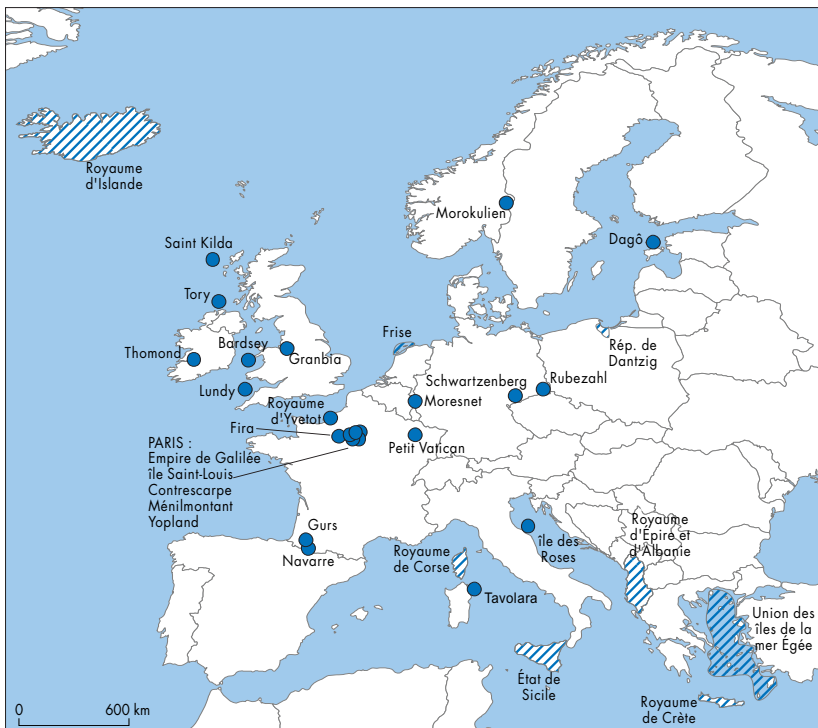 Royaume
d'Islande
Morokulien
Dagô
Saint Kilda
Tory
Frise
Rép. de
Dantzig
Thomond
Bardsey
Granbia
Lundy
Schwartzenberg
Rubezahl
Moresnet
Royaume
d'Yvetot
Fira
Petit Vatican
PARIS :
Empire de Galilée
île Saint-Louis
Contrescarpe
Ménilmontant
Yopland
Gurs
Navarre
Royaume
de Corse
île des
Roses
Royaume
d'Épire et
d'Albanie
Tavolara
Union des
îles de la
mer Égée
État de
Sicile
Royaume
de Crète
0 600 km